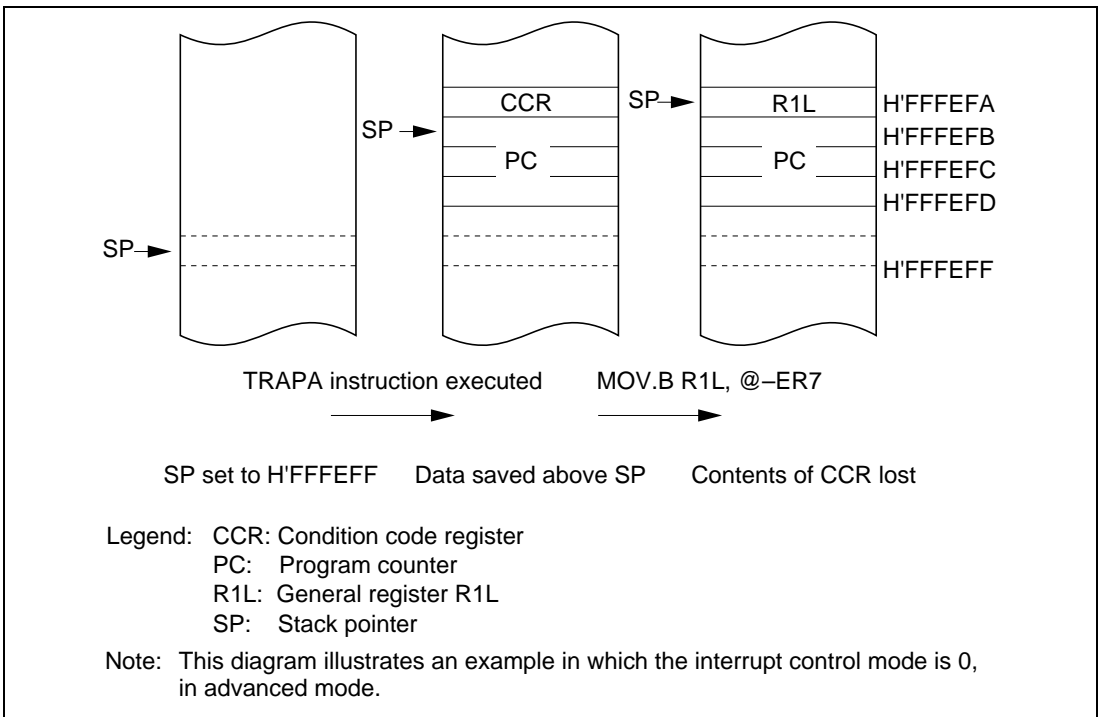 CCR
SP
R1L
H'FFFEFA
SP
H'FFFEFB
PC
PC
H'FFFEFC
H'FFFEFD
SP
H'FFFEFF
TRAPA instruction executed
MOV.B R1L, @–ER7
SP set to H'FFFEFF
Data saved above SP
Contents of CCR lost
Legend: CCR: Condition code register
PC: Program counter
R1L: General register R1L
SP: Stack pointer
Note: This diagram illustrates an example in which the interrupt control mode is 0,
in advanced mode.